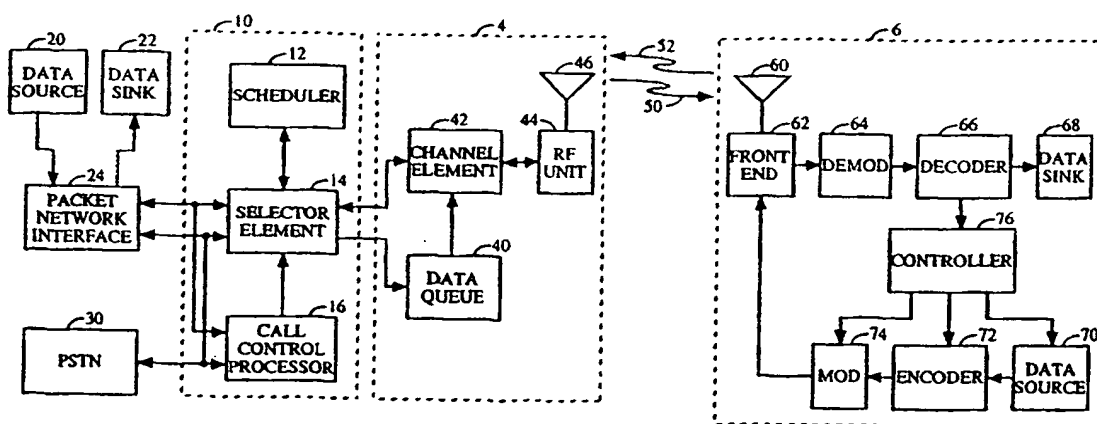 10
4
6
20
DATA
SOURCE
22
DATA
SINK
12
SCHEDULER
52
50
46
60
42
CHANNEL
ELEMENT
44
RF
UNIT
62
FRONT
END
64
DEMOD
66
DECODER
68
DATA
SINK
24
PACKET
NETWORK
INTERFACE
14
SELECTOR
ELEMENT
40
DATA
QUEUE
76
CONTROLLER
30
PSTN
16
CALL
CONTROL
PROCESSOR
74
MOD
72
ENCODER
70
DATA
SOURCE